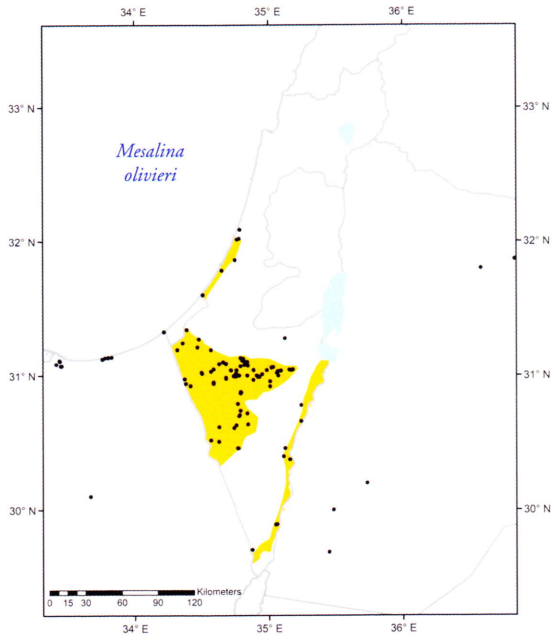 34° E 35° E 36° E
33° N 33° N
Mesalina
olivieri
32° N 32° N
31° N 31° N
30° N 30° N
Kilometers
0 15 30 60 90 120
34° E 35° E 36° E